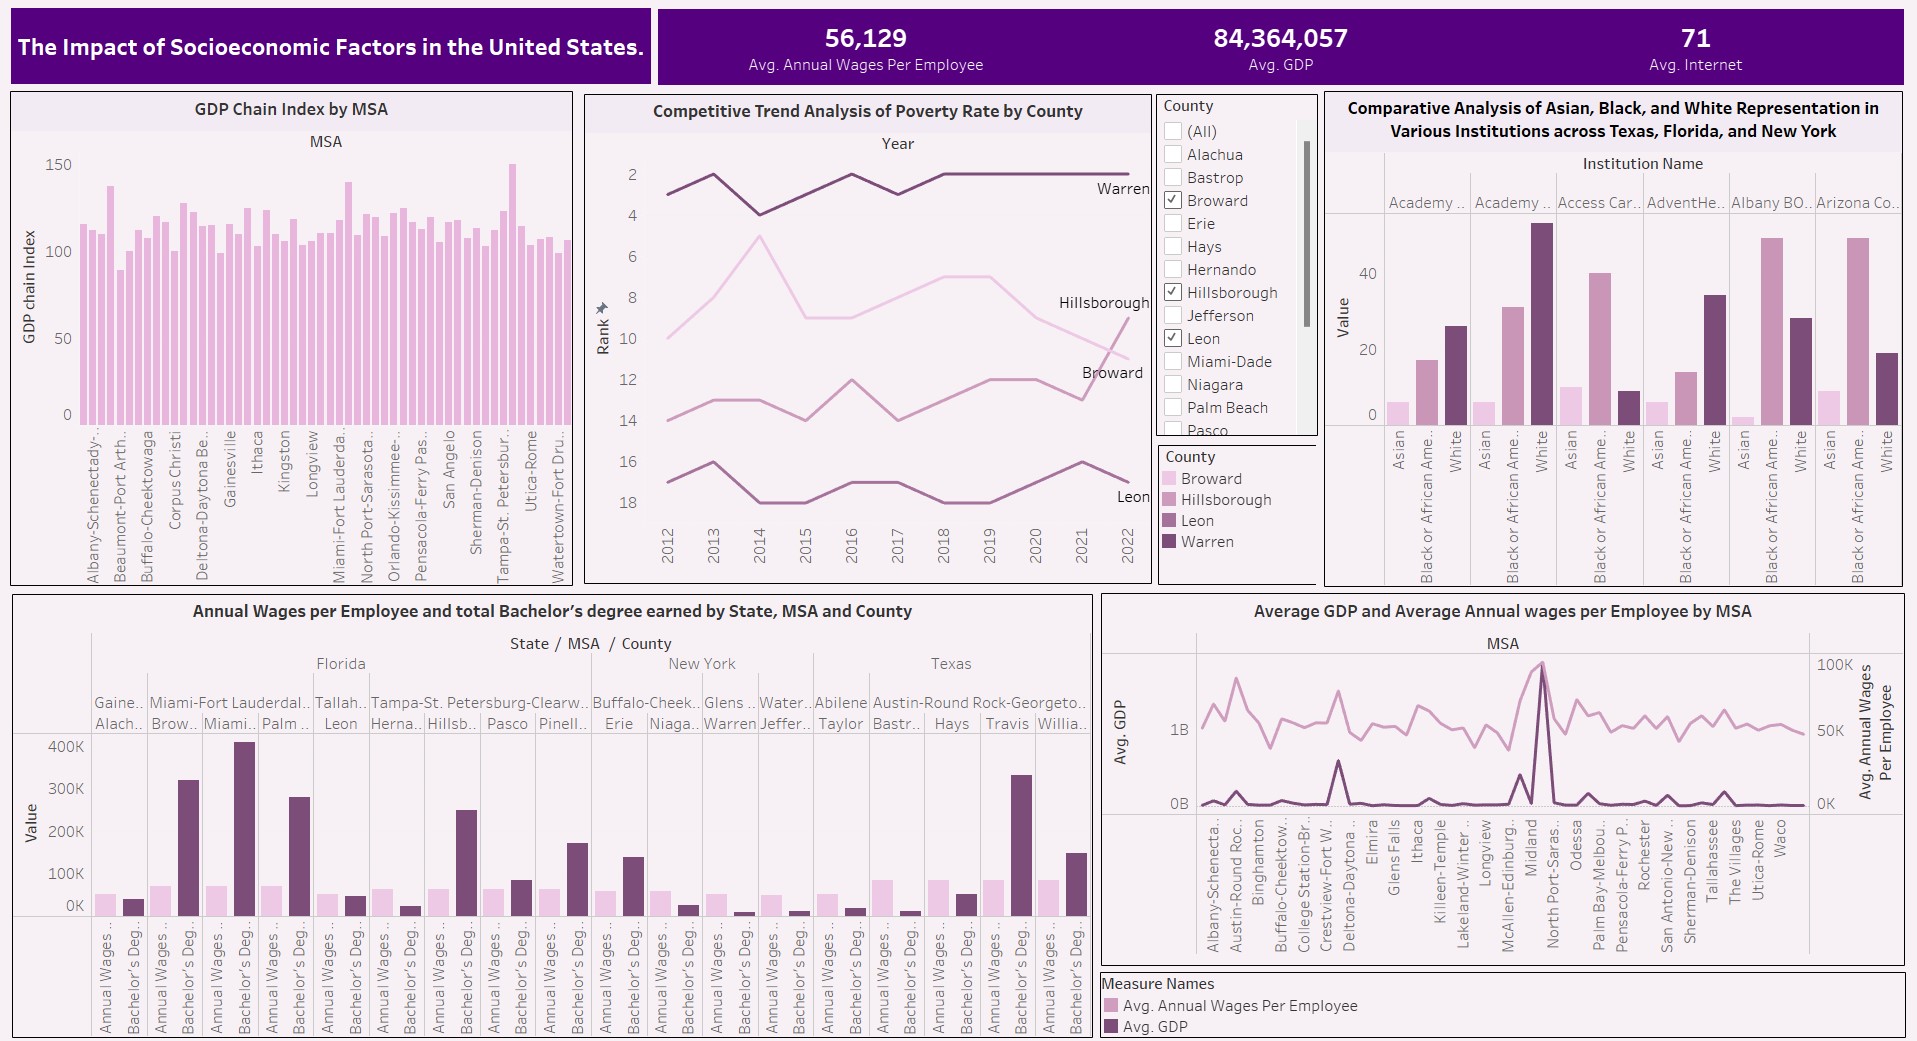 The Impact of Socioeconomic Factors in the United States.
56,129
Avg. Annual Wages Per Employee
84,364,057
Avg. GDP
71
Avg. Internet
GDP Chain Index by MSA
MSA
GDP chain Index
150
100
50
0
Albany-Schenectady-..
Beaumont-Port Arth..
Buffalo-Cheektowaga
Corpus Christi
Deltona-Daytona Be..
Gainesville
Ithaca
Kingston
Longview
Miami-Fort Lauderda..
North Port-Sarasota..
Orlando-Kissimmee-..
Pensacola-Ferry Pas..
San Angelo
Sherman-Denison
Tampa-St. Petersbur..
Utica-Rome
Watertown-Fort Dru..
Competitive Trend Analysis of Poverty Rate by County
Year
Rank
2
4
6
8
10
12
14
16
18
Warren
Hillsborough
Broward
Leon
2012
2013
2014
2015
2016
2017
2018
2019
2020
2021
2022
County
(All)
Alachua
Bastrop
Broward
Erie
Hays
Hernando
Hillsborough
Jefferson
Leon
Miami-Dade
Niagara
Palm Beach
Pasco
County
Broward
Hillsborough
Leon
Warren
Comparative Analysis of Asian, Black, and White Representation in
Various Institutions across Texas, Florida, and New York
Institution Name
Academy ..
Academy ..
Access Car..
AdventHe..
Albany BO..
Arizona Co..
Value
40
20
0
Asian
Black or African Ame..
White
Asian
Black or African Ame..
White
Asian
Black or African Ame..
White
Asian
Black or African Ame..
White
Asian
Black or African Ame..
White
Asian
Black or African Ame..
White
Annual Wages per Employee and total Bachelor's degree earned by State, MSA and County
State / MSA / County
Florida
New York
Texas
Gaine..
Miami-Fort Lauderdal..
Tallah..
Tampa-St. Petersburg-Clearw..
Buffalo-Cheek..
Glens ..
Water..
Abilene
Austin-Round Rock-Georgeto..
Alach..
Brow..
Miami..
Palm ..
Leon
Herna..
Hillsb..
Pasco
Pinell..
Erie
Niaga..
Warren
Jeffer..
Taylor
Bastr..
Hays
Travis
Willia..
Value
400K
300K
200K
100K
0K
Annual Wages ..
Bachelor's Deg..
Annual Wages ..
Bachelor's Deg..
Annual Wages ..
Bachelor's Deg..
Annual Wages ..
Bachelor's Deg..
Annual Wages ..
Bachelor's Deg..
Annual Wages ..
Bachelor's Deg..
Annual Wages ..
Bachelor's Deg..
Annual Wages ..
Bachelor's Deg..
Annual Wages ..
Bachelor's Deg..
Annual Wages ..
Bachelor's Deg..
Annual Wages ..
Bachelor's Deg..
Annual Wages ..
Bachelor's Deg..
Annual Wages ..
Bachelor's Deg..
Annual Wages ..
Bachelor's Deg..
Annual Wages ..
Bachelor's Deg..
Annual Wages ..
Bachelor's Deg..
Annual Wages ..
Bachelor's Deg..
Annual Wages ..
Bachelor's Deg..
Average GDP and Average Annual wages per Employee by MSA
MSA
Avg. GDP
1B
0B
100K
50K
0K
Avg. Annual Wages
Per Employee
Albany-Schenecta..
Austin-Round Roc..
Binghamton
Buffalo-Cheektow..
College Station-Br..
Crestview-Fort W..
Deltona-Daytona ..
Elmira
Glens Falls
Ithaca
Killeen-Temple
Lakeland-Winter ..
Longview
McAllen-Edinburg..
Midland
North Port-Saras..
Odessa
Palm Bay-Melbou..
Pensacola-Ferry P..
Rochester
San Antonio-New ..
Sherman-Denison
Tallahassee
The Villages
Utica-Rome
Waco
Measure Names
Avg. Annual Wages Per Employee
Avg. GDP